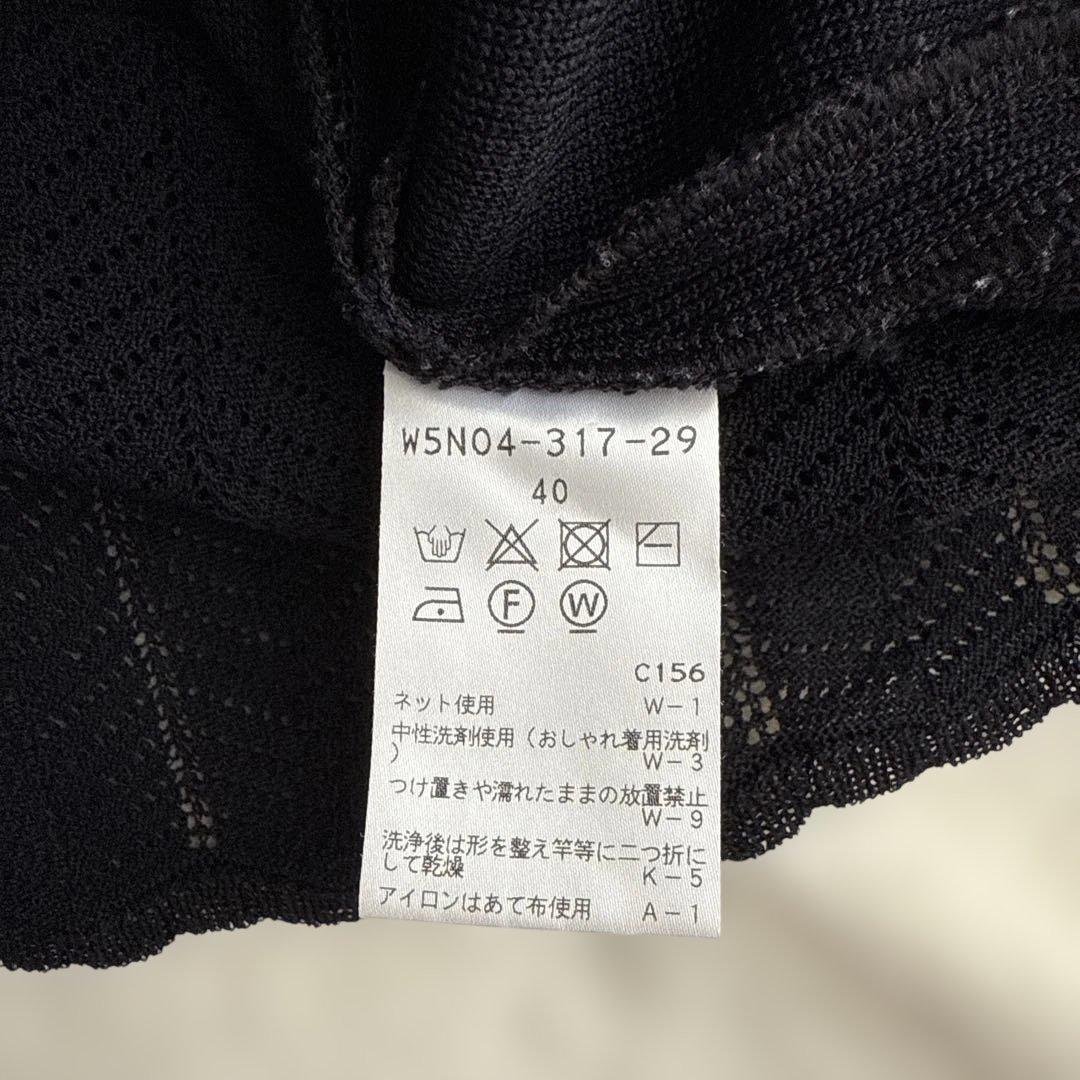 W5N04-317-29
40
F W
C156
ネット使用 W-1
中性洗剤使用(おしゃれ着用洗剤
) W-3
つけ置きや濡れたままの放置禁止
W-9
洗浄後は形を整え竿等に二つ折に
して乾燥 K-5
アイロンはあて布使用 A-1